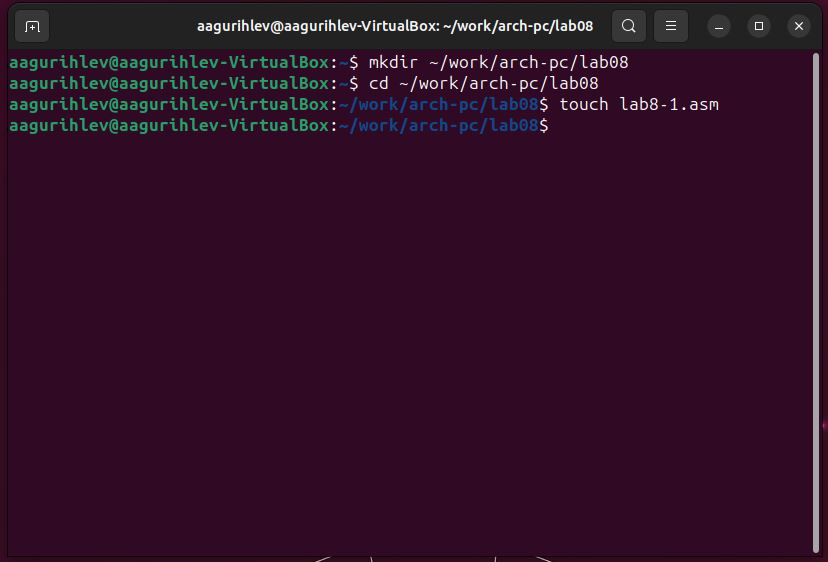 aagurihlev@aagurihlev-VirtualBox: ~/work/arch-pc/lab08
aagurihlev@aagurihlev-VirtualBox:~$ mkdir ~/work/arch-pc/lab08
aagurihlev@aagurihlev-VirtualBox:~$ cd ~/work/arch-pc/lab08
aagurihlev@aagurihlev-VirtualBox:~/work/arch-pc/lab08$ touch lab8-1.asm
aagurihlev@aagurihlev-VirtualBox:~/work/arch-pc/lab08$